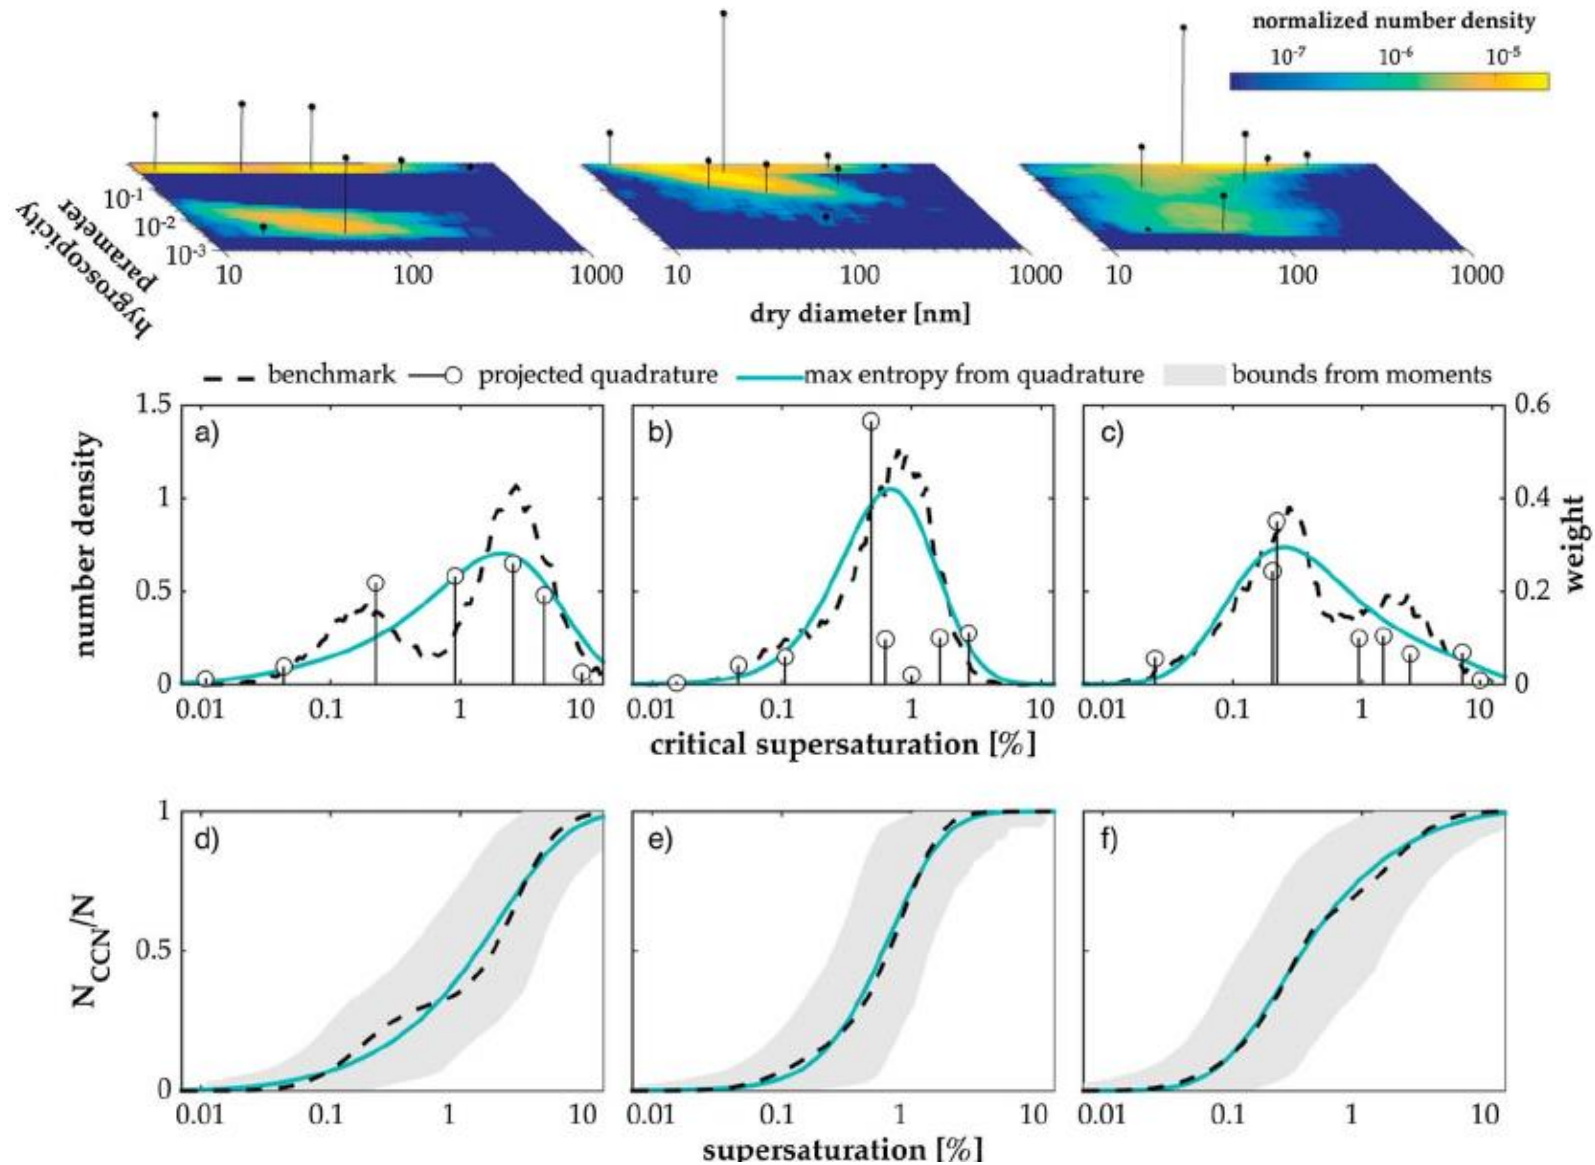 normalized number density
10-7 10-6 10-5
10-1
10-2
10-3
hygroscopicity
parameter
10 100 1000 10 100 1000 10 100 1000
dry diameter [nm]
benchmark projected quadrature max entropy from quadrature bounds from moments
1.5 a) b) c) 0.6
1 0.4
0.5 0.2
0 0
number density
weight
0.01 0.1 1 10 0.01 0.1 1 10 0.01 0.1 1 10
critical supersaturation [%]
1 d) e) f)
0.5
0
NCCN/N
0.01 0.1 1 10 0.01 0.1 1 10 0.01 0.1 1 10
supersaturation [%]